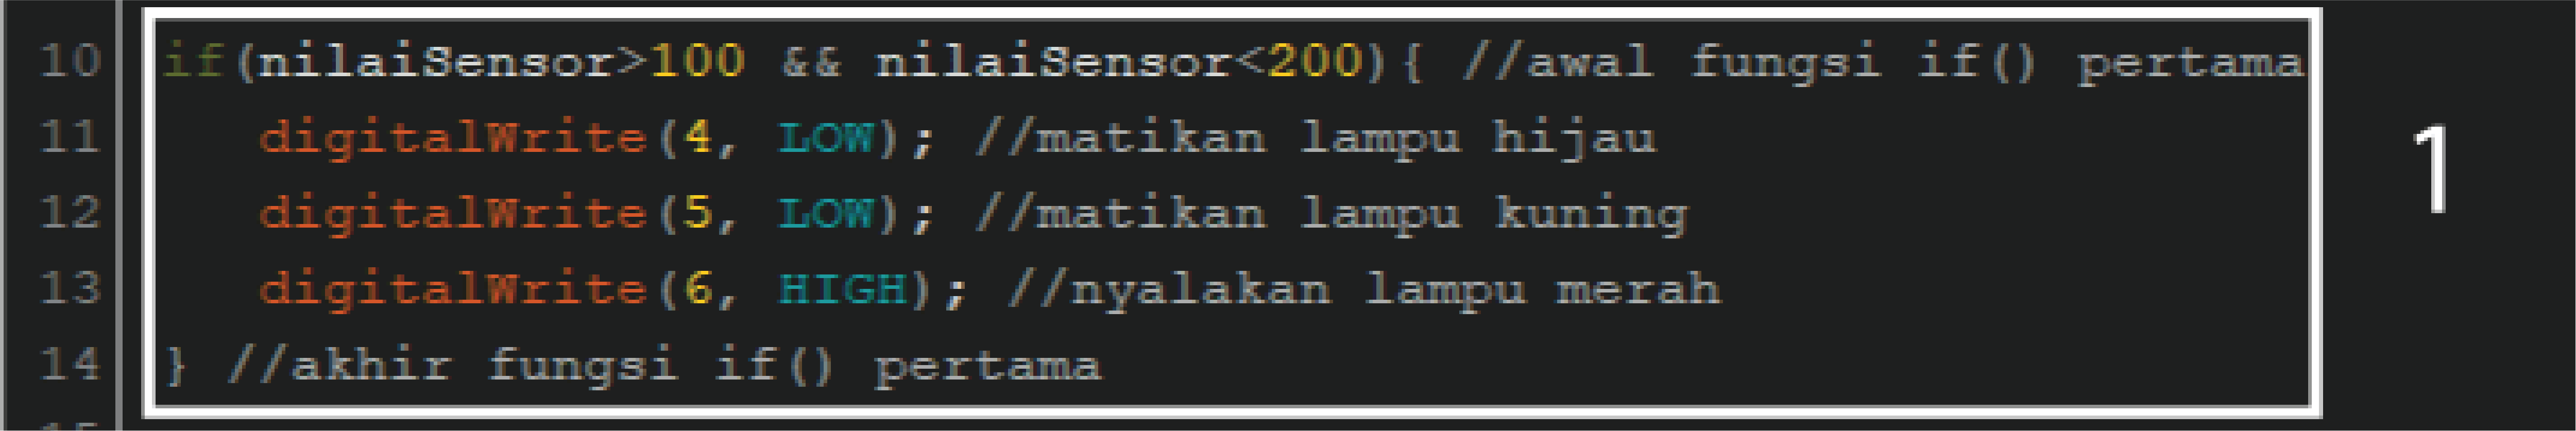 10 if(nilaiSensor>100 && nilaiSensor<200){ //awal fungsi if() pertama
11 digitalWrite(4, LOW); //matikan lampu hijau
12 digitalWrite(5, LOW); //matikan lampu kuning
13 digitalWrite(6, HIGH); //nyalakan lampu merah
14 } //akhir fungsi if() pertama
1